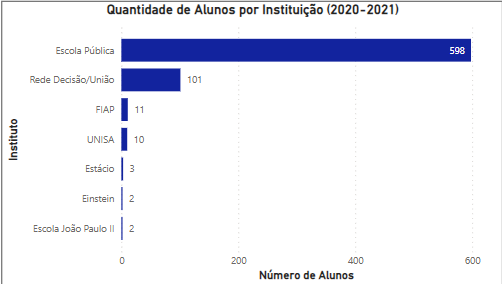 Quantidade de Alunos por Instituição (2020-2021)
Instituto
Escola Pública 598
Rede Decisão/União 101
FIAP 11
UNISA 10
Estácio 3
Einstein 2
Escola João Paulo II 2
0 200 400 600
Número de Alunos